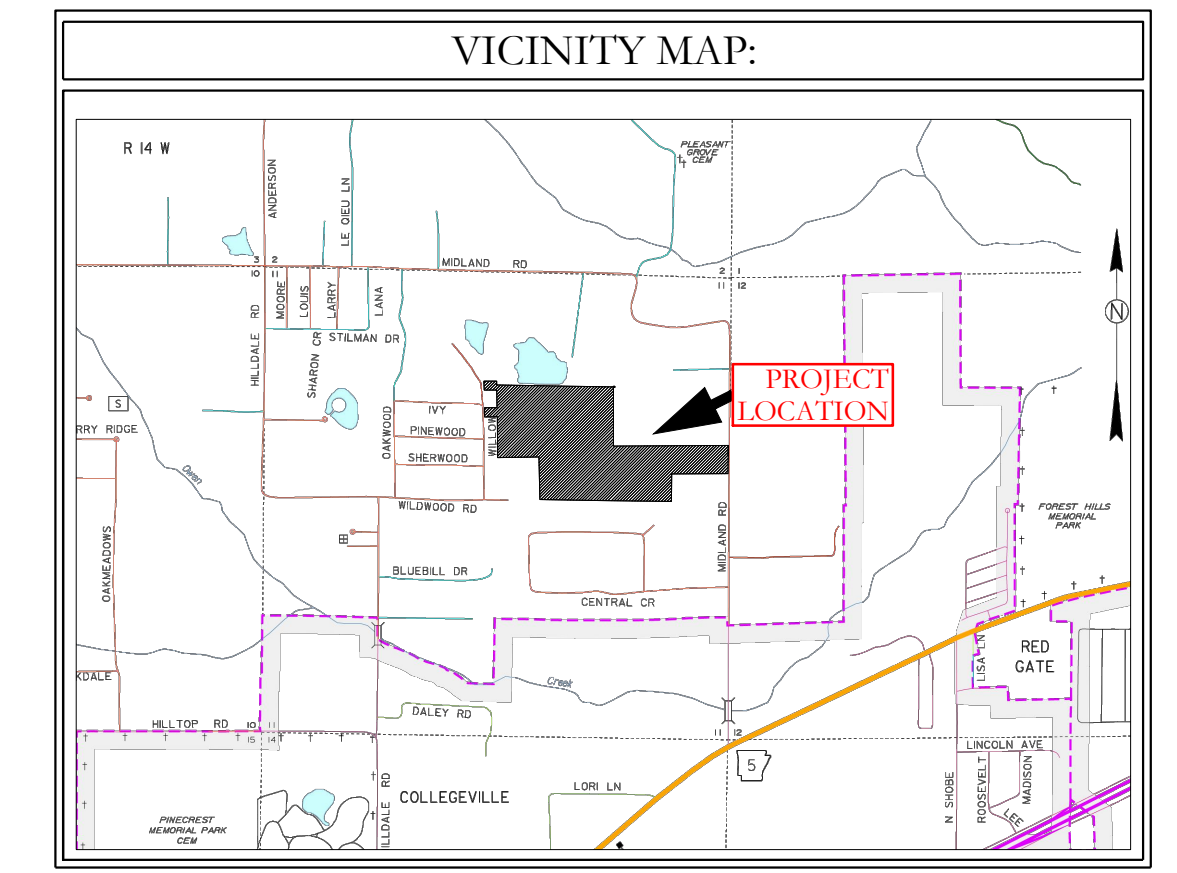 VICINITY MAP:
R 14 W
ANDERSON
LE DIEU LN
PLEASANT
GROVE
CEM
MIDLAND RD
3 2
10 11
2 1
11 12
HILLDALE RD
MOORE
LOUIS
LARRY
LANA
STILMAN DR
SHARON CR
N
S
RRY RIDGE
OAKWOOD
IVY
PINEWOOD
SHERWOOD
WILLOW
PROJECT
LOCATION
Owen
WILDWOOD RD
OAKMEADOWS
MIDLAND RD
FOREST HILLS
MEMORIAL
PARK
BLUEBILL DR
CENTRAL CR
RED
GATE
LISA LN
KDALE
Creek
DALEY RD
HILLTOP RD
10 11
15 14
11 12
5
LINCOLN AVE
COLLEGEVILLE
LORI LN
ILLDALE RD
N SHOBE
ROOSEVELT
MADISON
LEE
PINECREST
MEMORIAL PARK
CEM